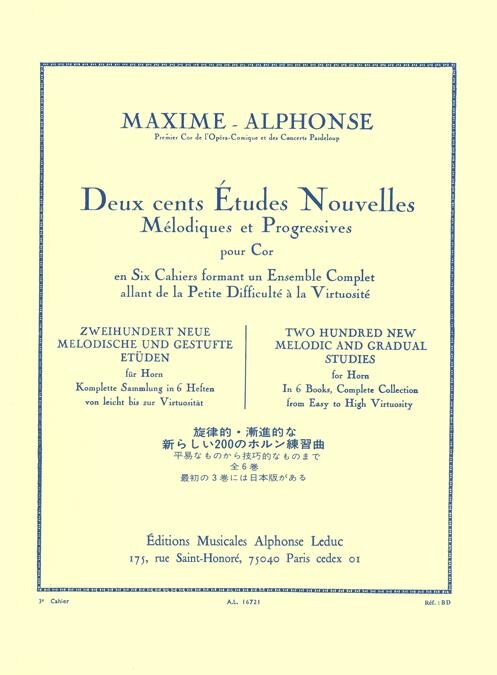 MAXIME - ALPHONSE
Premier Cor de l'Opéra-Comique et des Concerts Pasdeloup
Deux cents Études Nouvelles
Mélodiques et Progressives
pour Cor
en Six Cahiers formant un Ensemble Complet
allant de la Petite Difficulté à la Virtuosité
ZWEIHUNDERT NEUE
MELODISCHE UND GESTUFTE
ETÜDEN
für Horn
Komplette Sammlung in 6 Heften
von leicht bis zur Virtuosität
TWO HUNDRED NEW
MELODIC AND GRADUAL
STUDIES
for Horn
In 6 Books, Complete Collection
from Easy to High Virtuosity
旋律的・漸進的な
新らしい200のホルン練習曲
平易なものから技巧的なものまで
全6巻
最初の3巻には日本版がある
Éditions Musicales Alphonse Leduc
175, rue Saint-Honoré, 75040 Paris cedex 01
3e Cahier
A.L. 16721
Réf. : BD